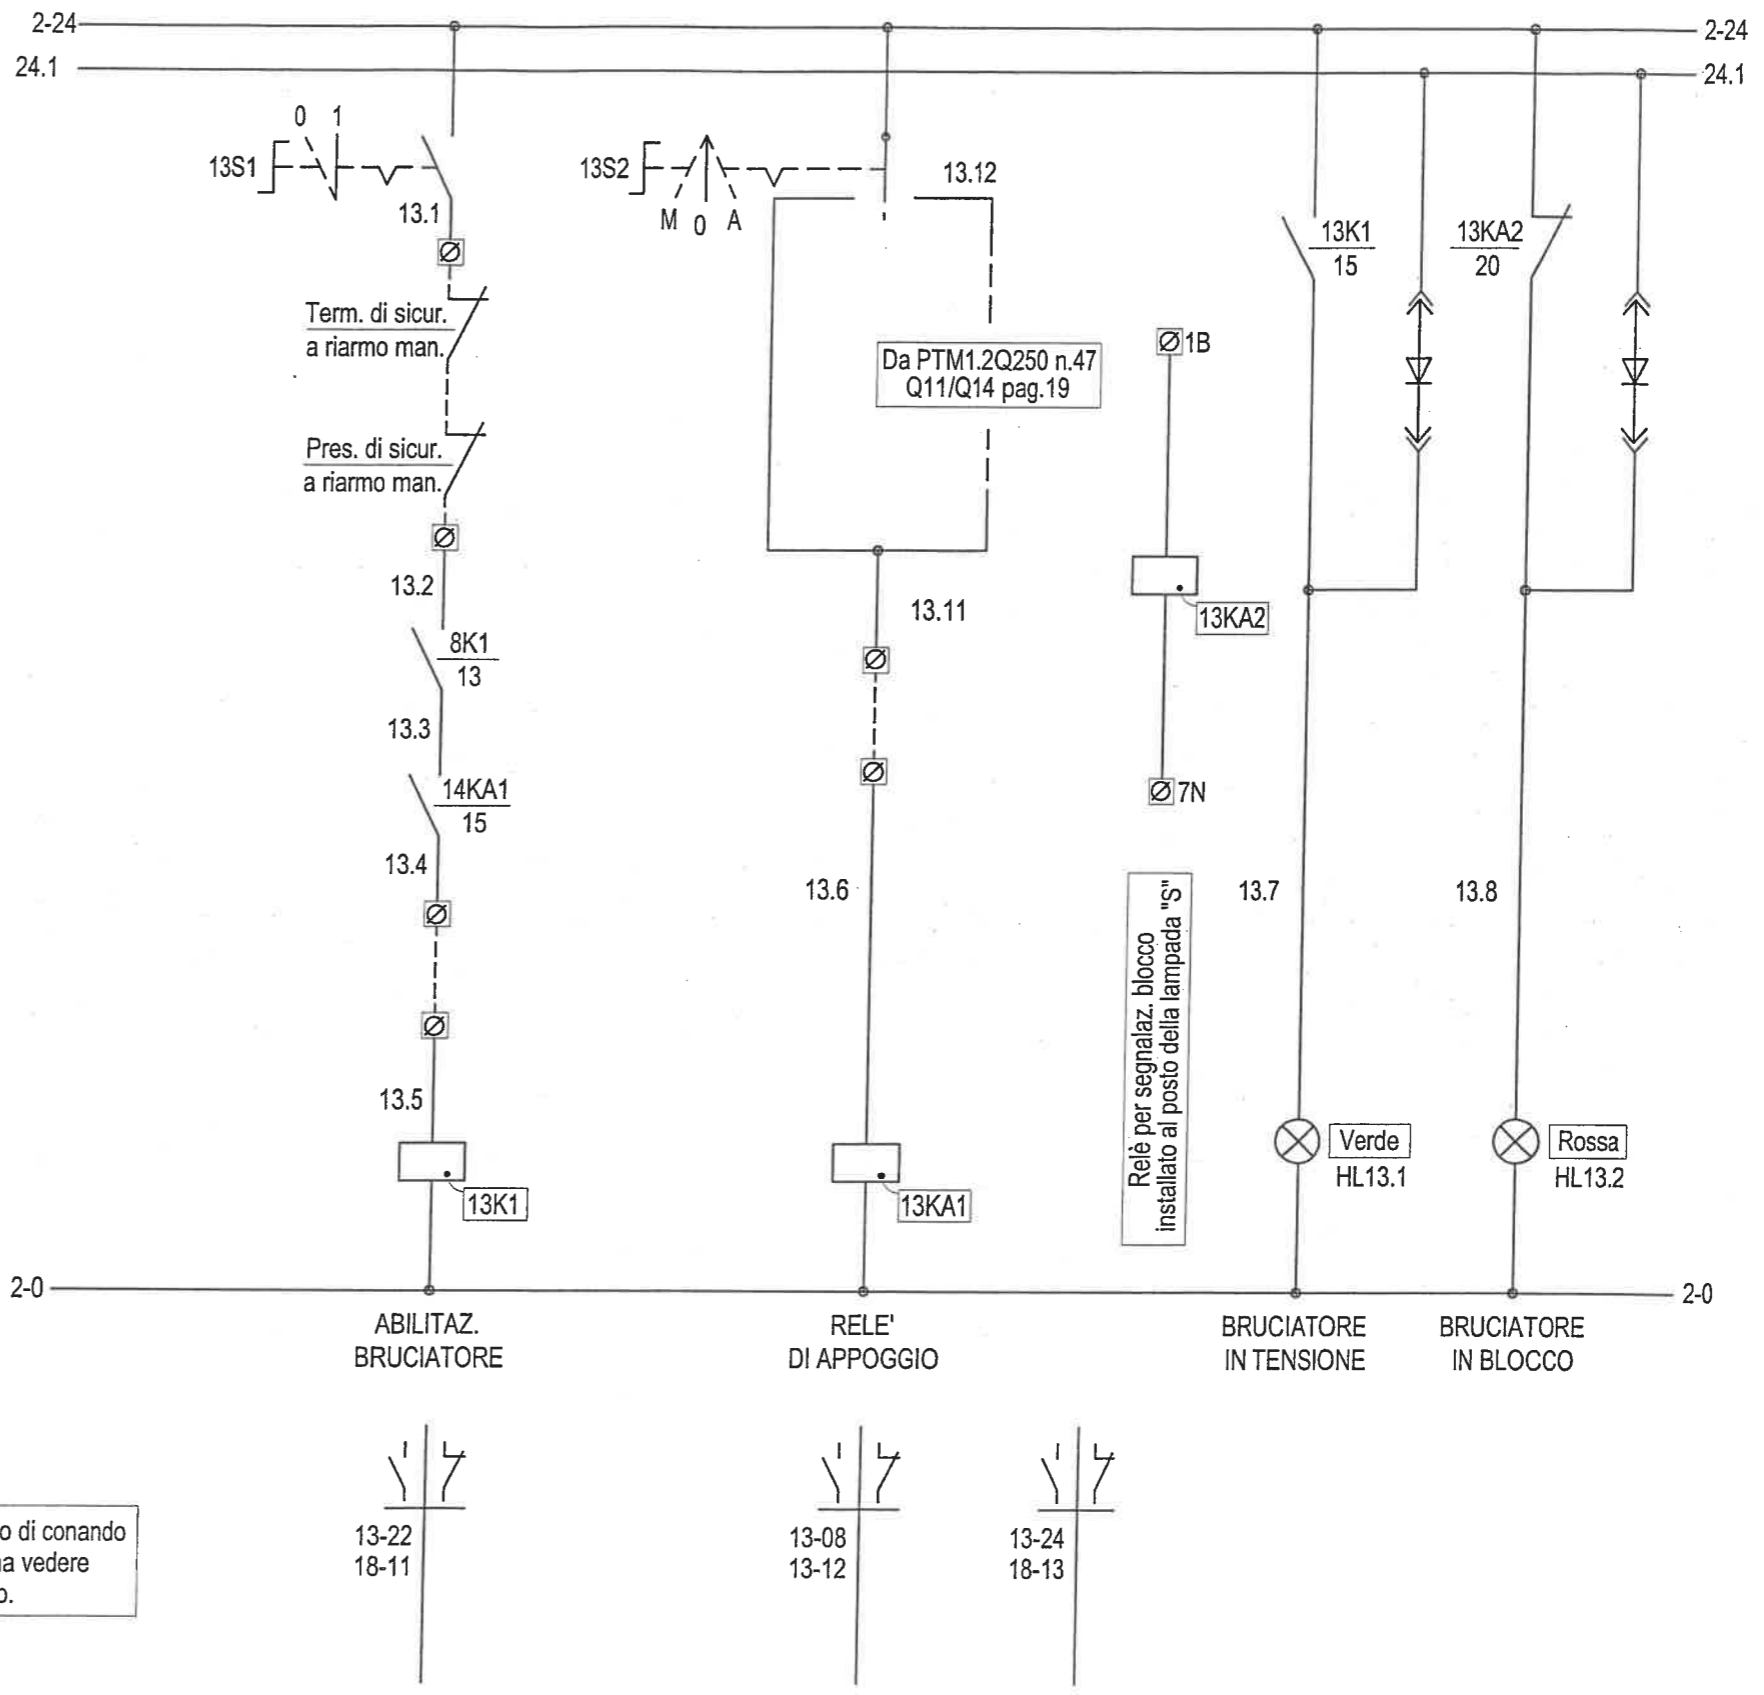 2-24
2-24
24.1
24.1
0 1
13S1
13.1
13S2
M 0 A
13.12
Term. di sicur.
a riarmo man.
Pres. di sicur.
a riarmo man.
13.2
8K1
13
13.3
14KA1
15
13.4
13.5
13K1
Da PTM1.2Q250 n.47
Q11/Q14 pag.19
13.11
13.6
13KA1
1B
13KA2
7N
Relè per segnalaz. blocco
installato al posto della lampada "S"
13K1
15
13KA2
20
13.7
13.8
Verde
HL13.1
Rossa
HL13.2
2-0
2-0
ABILITAZ.
BRUCIATORE
RELE'
DI APPOGGIO
BRUCIATORE
IN TENSIONE
BRUCIATORE
IN BLOCCO
13-22
18-11
13-08
13-12
13-24
18-13
o di conando
na vedere
o.